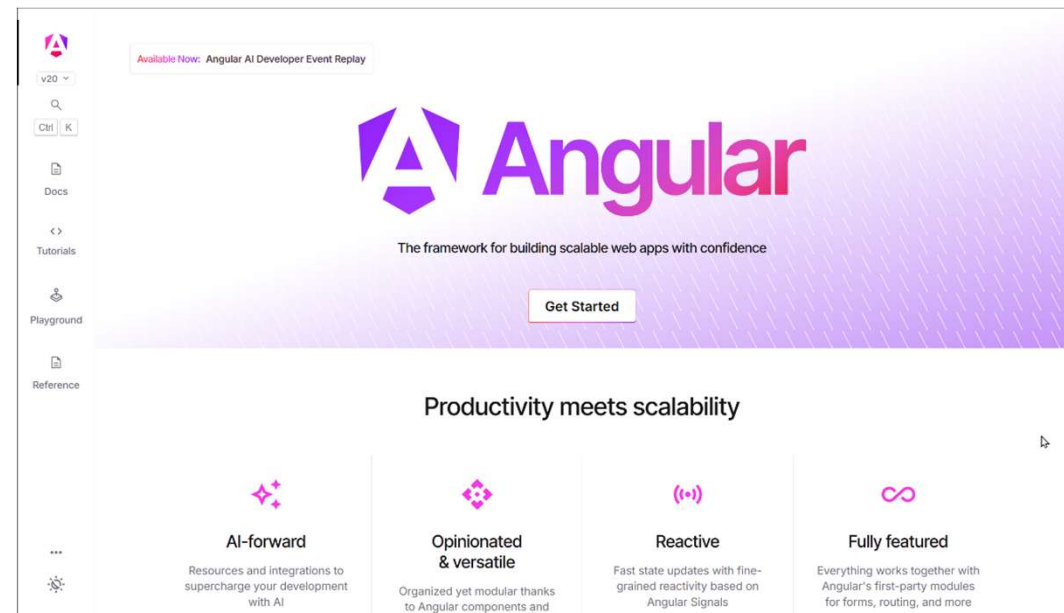 v20
Ctrl K
Docs
Tutorials
Playground
Reference
Available Now: Angular AI Developer Event Replay
Angular
The framework for building scalable web apps with confidence
Get Started
Productivity meets scalability
AI-forward
Resources and integrations to
supercharge your development
with AI
Opinionated
& versatile
Organized yet modular thanks
to Angular components and
Reactive
Fast state updates with fine-
grained reactivity based on
Angular Signals
Fully featured
Everything works together with
Angular's first-party modules
for forms, routing, and more